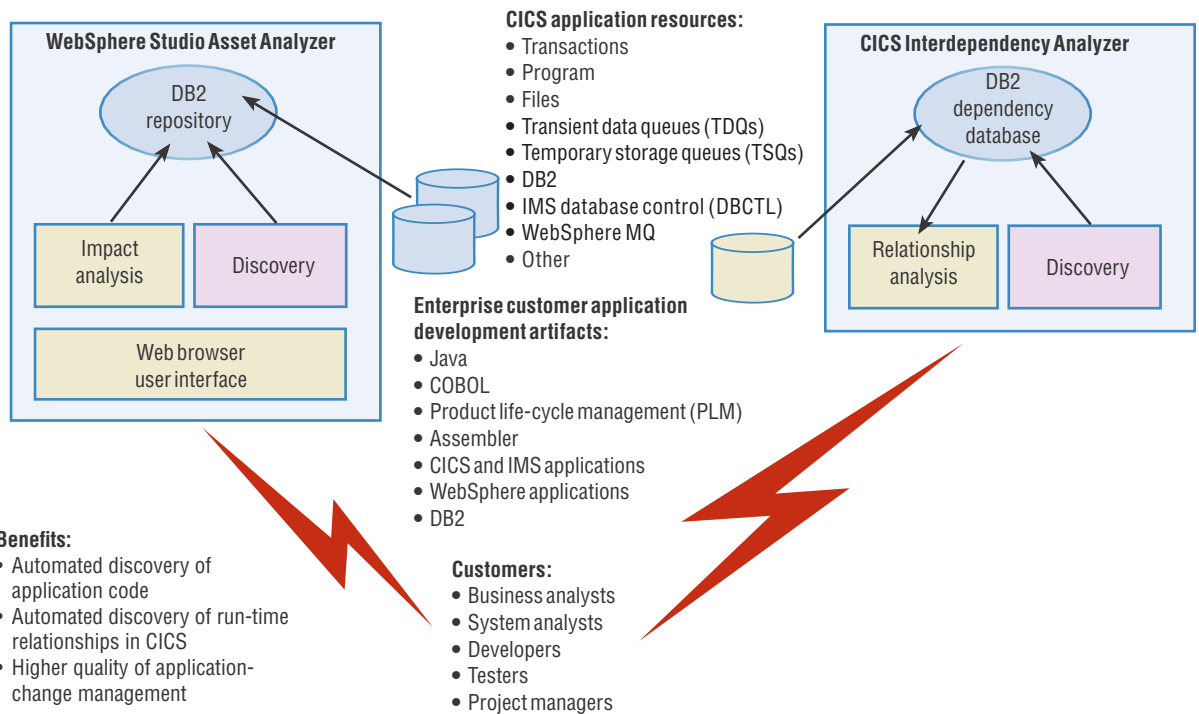 WebSphere Studio Asset Analyzer
DB2
repository
Impact
analysis
Discovery
Web browser
user interface
CICS application resources:
• Transactions
• Program
• Files
• Transient data queues (TDQs)
• Temporary storage queues (TSQs)
• DB2
• IMS database control (DBCTL)
• WebSphere MQ
• Other
CICS Interdependency Analyzer
DB2
dependency
database
Relationship
analysis
Discovery
Enterprise customer application
development artifacts:
• Java
• COBOL
• Product life-cycle management (PLM)
• Assembler
• CICS and IMS applications
• WebSphere applications
• DB2
Benefits:
• Automated discovery of
application code
• Automated discovery of run-time
relationships in CICS
• Higher quality of application-
change management
Customers:
• Business analysts
• System analysts
• Developers
• Testers
• Project managers